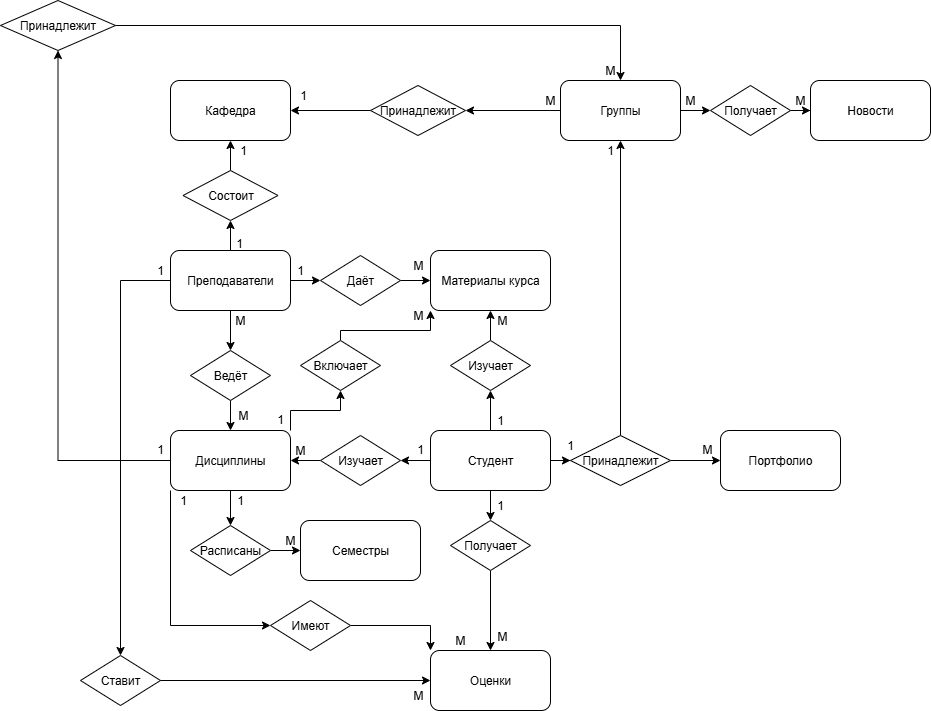 Принадлежит
М
Кафедра
1
Принадлежит
М
Группы
М
Получает
М
Новости
1
1
Состоит
1
1
Преподаватели
1
Даёт
М
Материалы курса
М
М
М
Ведёт
Включает
Изучает
М
1
1
1
Дисциплины
М
Изучает
1
Студент
1
Принадлежит
М
Портфолио
1
1
1
Расписаны
М
Семестры
Получает
Имеют
М
М
Ставит
М
Оценки